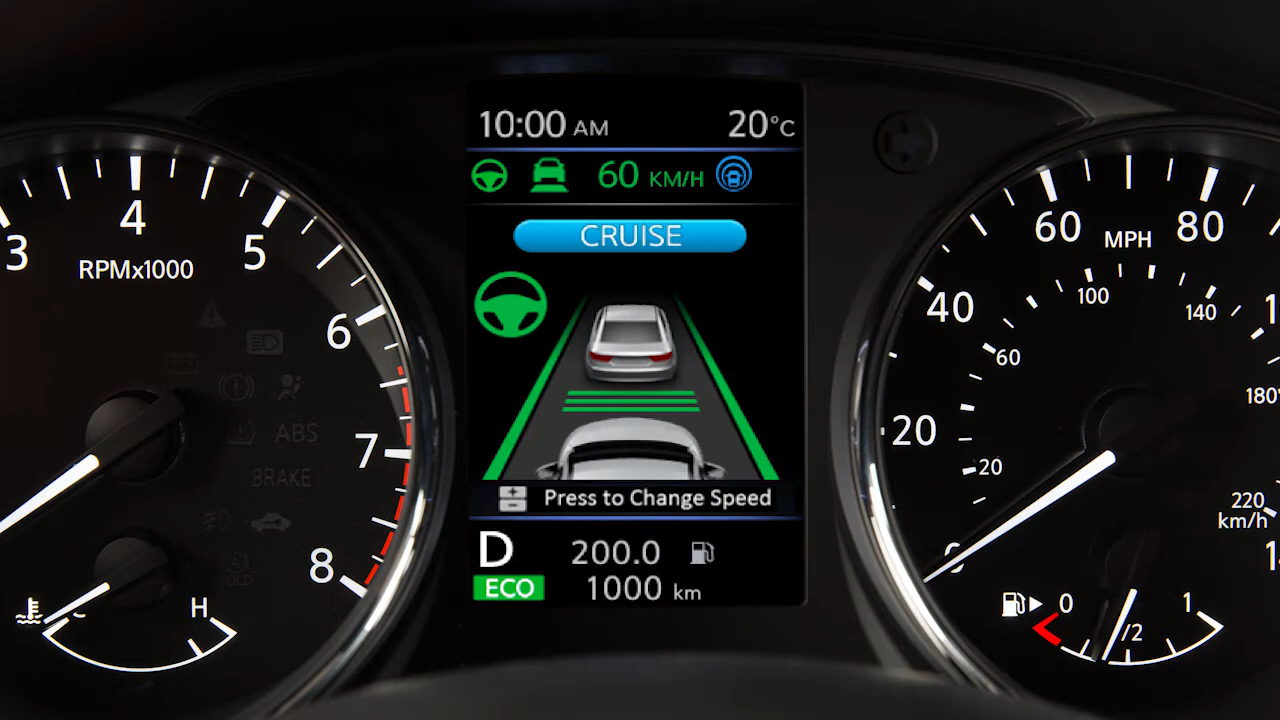 10:00 AM 20°C
60 KM/H
CRUISE
Press to Change Speed
D 200.0
ECO 1000 km
3 4 5 6 7 8
RPMx1000
ABS
BRAKE
H
20 40 60 80
MPH
20 60 100 140 180 220
km/h
0 1/2 1